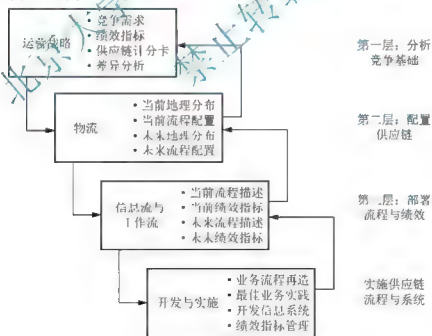 运营战略
• 竞争需求
• 绩效指标
• 供应链计分卡
• 差异分析
第一层：分析
竞争基础
物流
• 当前地理分布
• 当前流程配置
• 未来地理分布
• 未来流程配置
第二层：配置
供应链
信息流与
工作流
• 当前流程描述
• 当前绩效指标
• 未来流程描述
• 未来绩效指标
第三层：部署
流程与绩效
开发与实施
• 业务流程再造
• 最佳业务实践
• 开发信息系统
• 绩效指标管理
实施供应链
流程与系统
北京大学
禁止转